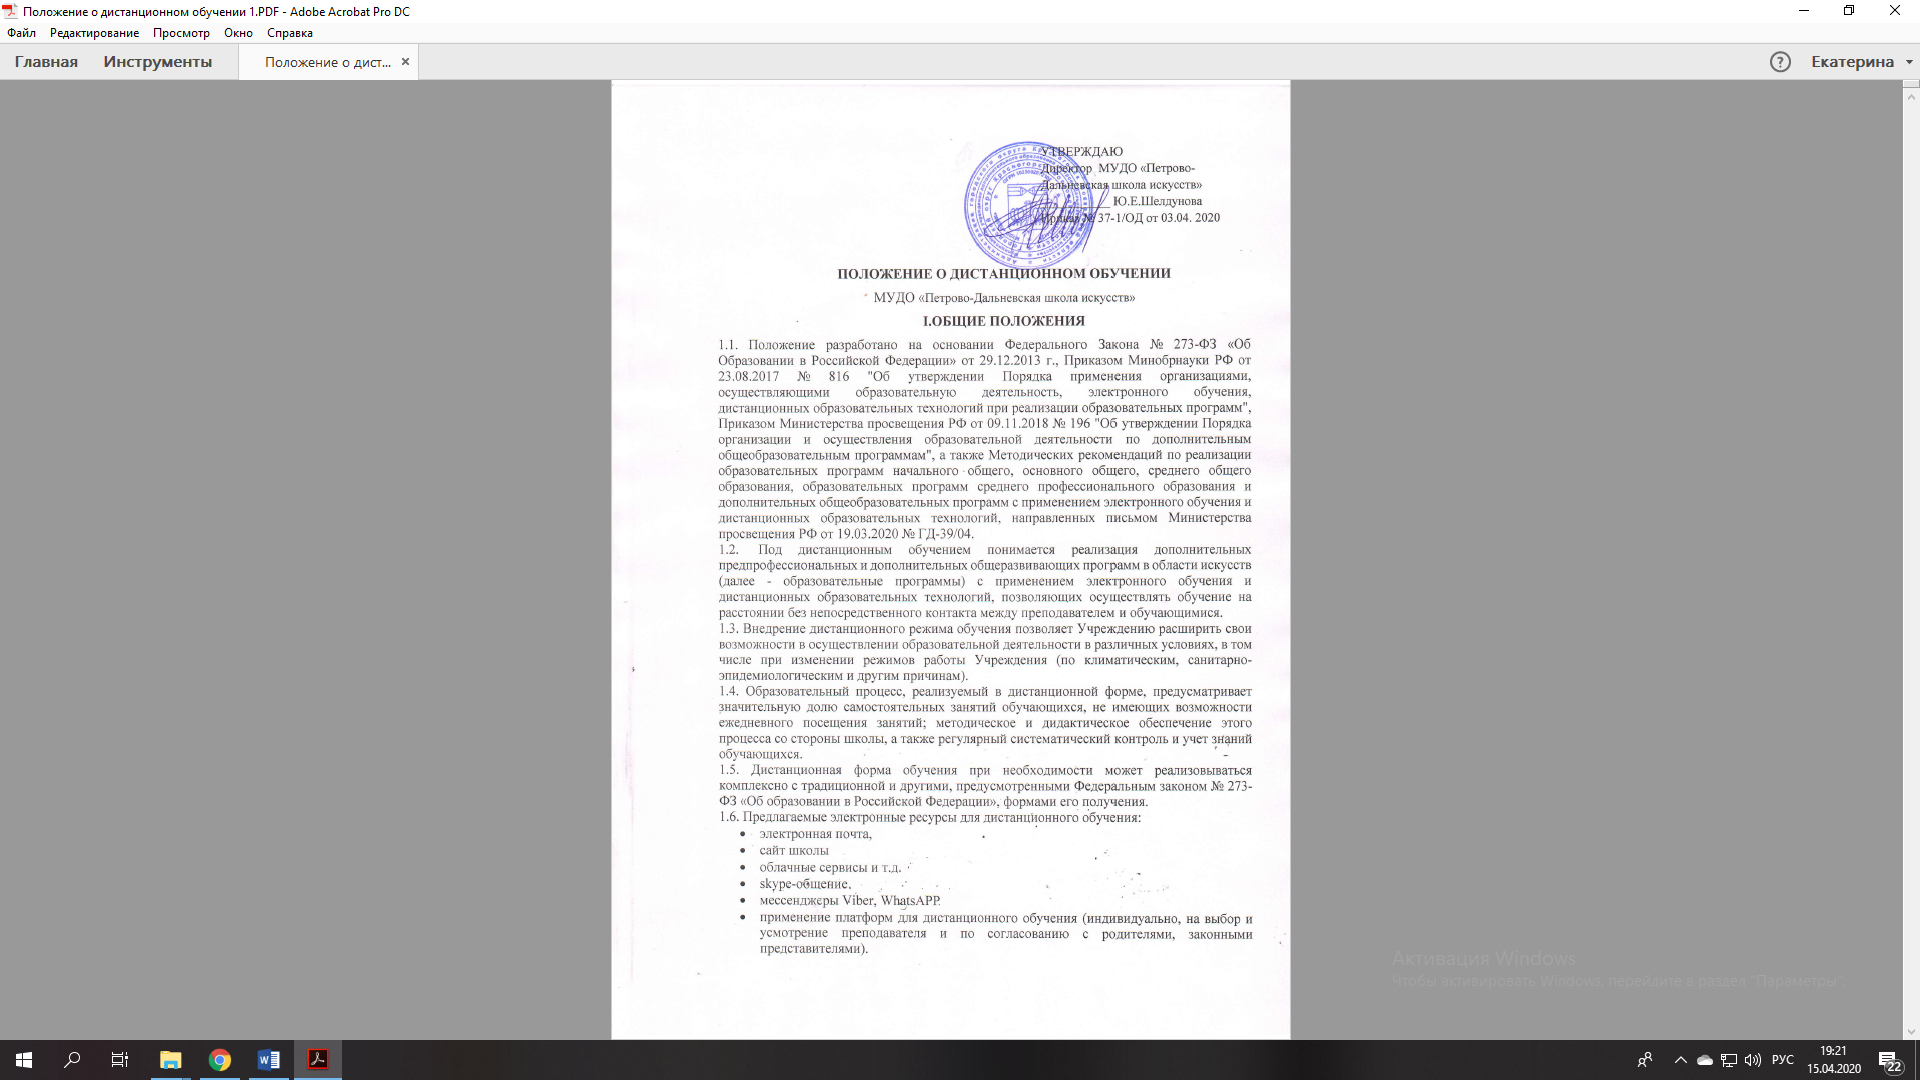 Положение о дистанционном обучении 1.PDF - Adobe Acrobat Pro DC
Файл Редактирование Просмотр Окно Справка
Главная Инструменты Положение о дист... × ? Екатерина
УТВЕРЖДАЮ
Директор МУДО «Петрово-
Дальневская школа искусств»
Ю.Е.Шелдунова
Приказ № 37-1/ОД от 03.04. 2020
ПОЛОЖЕНИЕ О ДИСТАНЦИОННОМ ОБУЧЕНИИ
МУДО «Петрово-Дальневская школа искусств»
I.ОБЩИЕ ПОЛОЖЕНИЯ
1.1. Положение разработано на основании Федерального Закона № 273-ФЗ «Об
Образовании в Российской Федерации» от 29.12.2013 г., Приказом Минобрнауки РФ от
23.08.2017 № 816 "Об утверждении Порядка применения организациями,
осуществляющими образовательную деятельность, электронного обучения,
дистанционных образовательных технологий при реализации образовательных программ",
Приказом Министерства просвещения РФ от 09.11.2018 № 196 "Об утверждении Порядка
организации и осуществления образовательной деятельности по дополнительным
общеобразовательным программам", а также Методических рекомендаций по реализации
образовательных программ начального общего, основного общего, среднего общего
образования, образовательных программ среднего профессионального образования и
дополнительных общеобразовательных программ с применением электронного обучения и
дистанционных образовательных технологий, направленных письмом Министерства
просвещения РФ от 19.03.2020 № ГД-39/04.
1.2. Под дистанционным обучением понимается реализация дополнительных
предпрофессиональных и дополнительных общеразвивающих программ в области искусств
(далее - образовательные программы) с применением электронного обучения и
дистанционных образовательных технологий, позволяющих осуществлять обучение на
расстоянии без непосредственного контакта между преподавателем и обучающимися.
1.3. Внедрение дистанционного режима обучения позволяет Учреждению расширить свои
возможности в осуществлении образовательной деятельности в различных условиях, в том
числе при изменении режимов работы Учреждения (по климатическим, санитарно-
эпидемиологическим и другим причинам).
1.4. Образовательный процесс, реализуемый в дистанционной форме, предусматривает
значительную долю самостоятельных занятий обучающихся, не имеющих возможности
ежедневного посещения занятий; методическое и дидактическое обеспечение этого
процесса со стороны школы, а также регулярный систематический контроль и учет знаний
обучающихся.
1.5. Дистанционная форма обучения при необходимости может реализовываться
комплексно с традиционной и другими, предусмотренными Федеральным законом № 273-
ФЗ «Об образовании в Российской Федерации», формами его получения.
1.6. Предлагаемые электронные ресурсы для дистанционного обучения:
• электронная почта,
• сайт школы
• облачные сервисы и т.д.
• skype-общение,
• мессенджеры Viber, WhatsAPP.
• применение платформ для дистанционного обучения (индивидуально, на выбор и
усмотрение преподавателя и по согласованию с родителями, законными
представителями).
Активация Windows
Чтобы активировать Windows, перейдите в раздел "Параметры".
РУС
19:21
15.04.2020
22